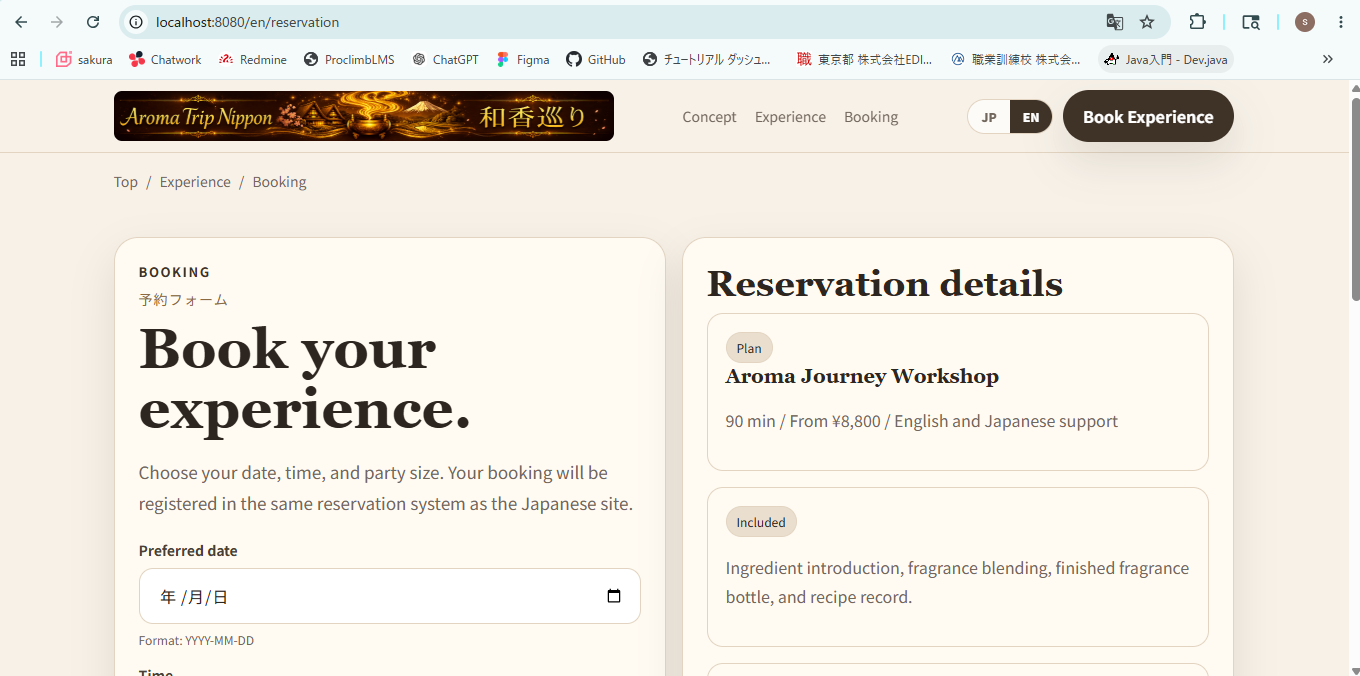 localhost:8080/en/reservation
s
sakura
Chatwork
Redmine
ProclimbLMS
ChatGPT
Figma
GitHub
チュートリアル ダッシュ...
職 東京都 株式会社EDI...
職業訓練校 株式会...
Java入門 - Dev.java
Aroma Trip Nippon 和香巡り
Concept Experience Booking
JP EN
Book Experience
Top / Experience / Booking
BOOKING
予約フォーム
Book your
experience.
Choose your date, time, and party size. Your booking will be
registered in the same reservation system as the Japanese site.
Preferred date
年 /月/日
Format: YYYY-MM-DD
Time
Reservation details
Plan
Aroma Journey Workshop
90 min / From ¥8,800 / English and Japanese support
Included
Ingredient introduction, fragrance blending, finished fragrance
bottle, and recipe record.